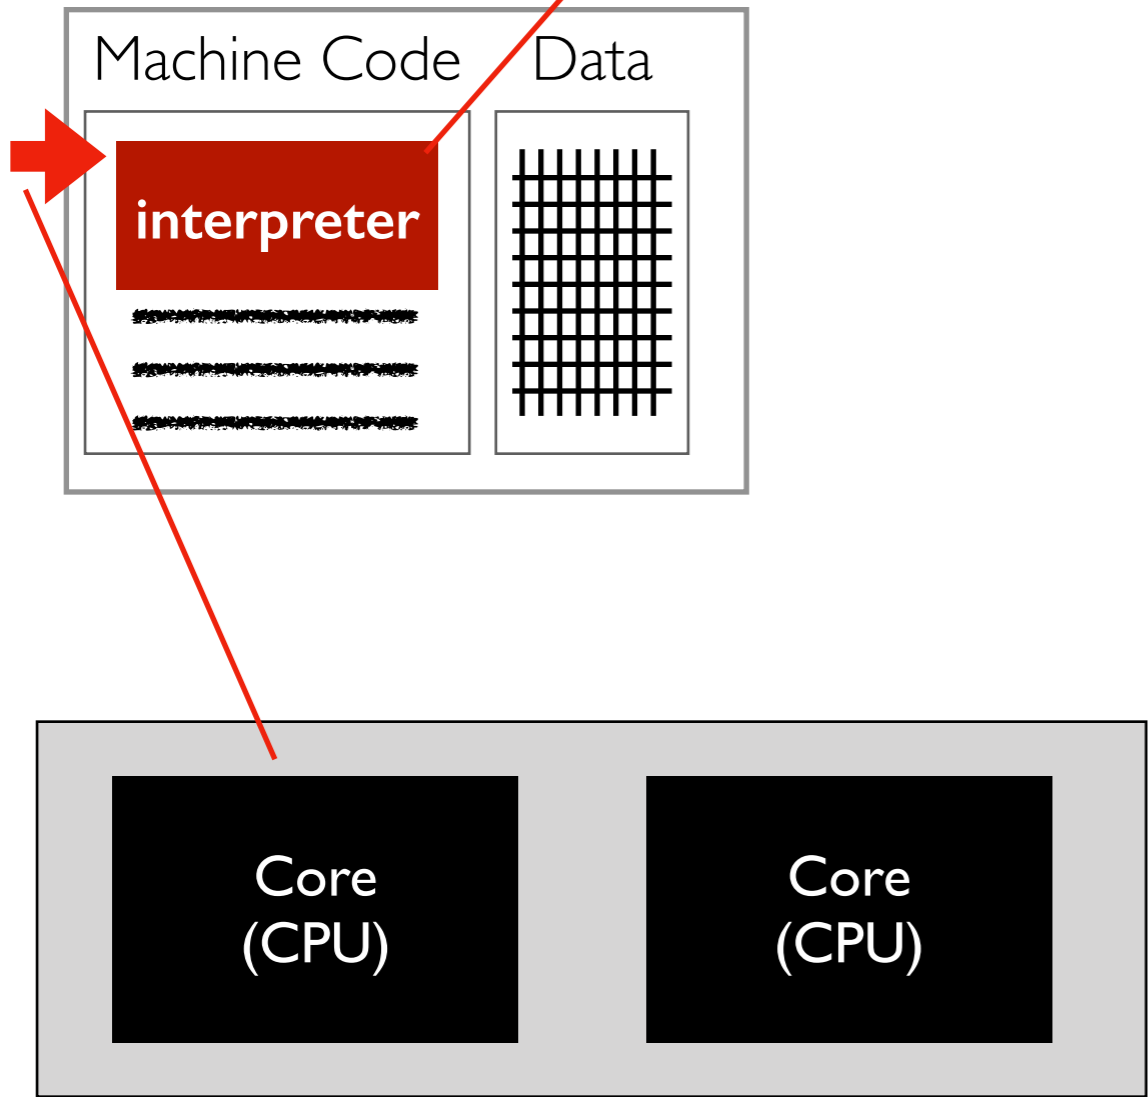 Machine Code
Data
interpreter
Core
(CPU)
Core
(CPU)